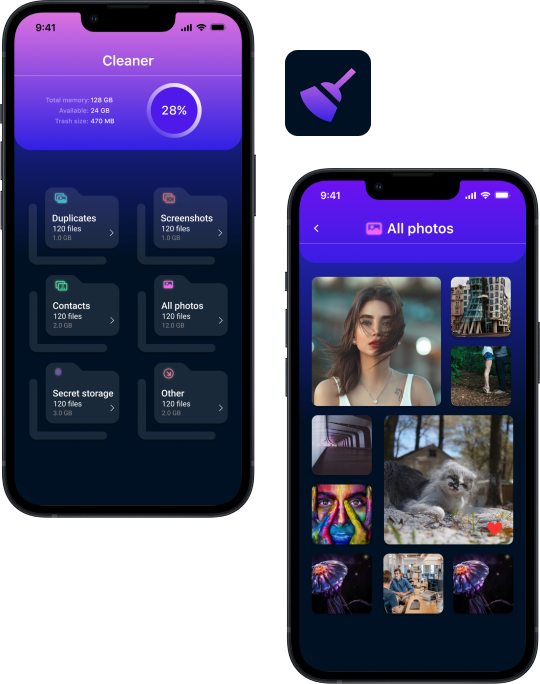 9:41
Cleaner
Total memory: 128 GB
Available: 24 GB
Trash size: 470 MB
28%
Duplicates
120 files
1.0 GB
Screenshots
120 files
1.0 GB
Contacts
120 files
2.0 GB
All photos
120 files
12.0 GB
Secret storage
120 files
3.0 GB
Other
120 files
2.0 GB
9:41
All photos